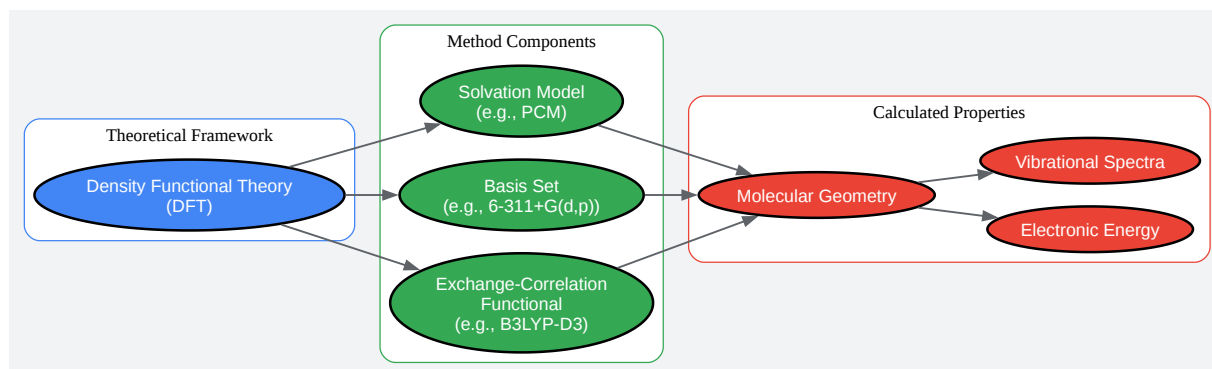 Theoretical Framework
Density Functional Theory
(DFT)
Method Components
Solvation Model
(e.g., PCM)
Basis Set
(e.g., 6-311+G(d,p))
Exchange-Correlation
Functional
(e.g., B3LYP-D3)
Calculated Properties
Molecular Geometry
Vibrational Spectra
Electronic Energy